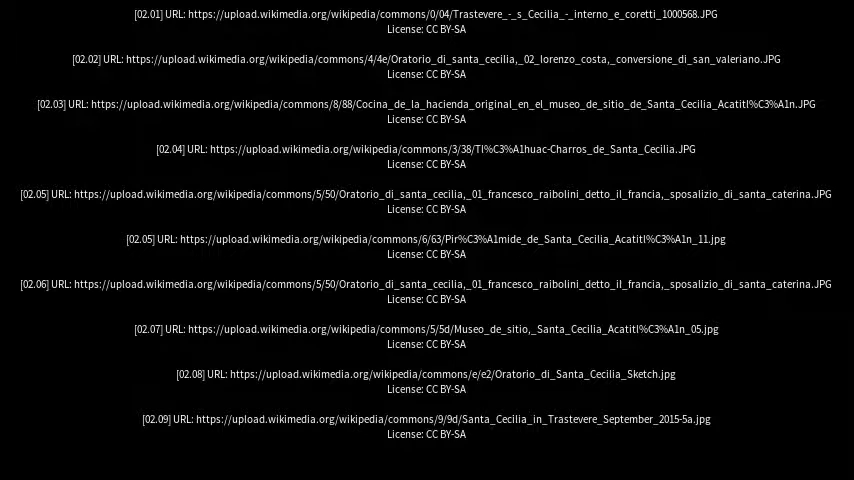 [02.01] URL: https://upload.wikimedia.org/wikipedia/commons/0/04/Trastevere_-_s_Cecilia_-_interno_e_coretti_1000568.JPG
License: CC BY-SA
[02.02] URL: https://upload.wikimedia.org/wikipedia/commons/4/4e/Oratorio_di_santa_cecilia,_02_lorenzo_costa,_conversione_di_san_valeriano.JPG
License: CC BY-SA
[02.03] URL: https://upload.wikimedia.org/wikipedia/commons/8/88/Cocina_de_la_hacienda_original_en_el_museo_de_sitio_de_Santa_Cecilia_Acatitl%C3%A1n.JPG
License: CC BY-SA
[02.04] URL: https://upload.wikimedia.org/wikipedia/commons/3/38/Tl%C3%A1huac-Charros_de_Santa_Cecilia.JPG
License: CC BY-SA
[02.05] URL: https://upload.wikimedia.org/wikipedia/commons/5/50/Oratorio_di_santa_cecilia,_01_francesco_raibolini_detto_il_francia,_sposalizio_di_santa_caterina.JPG
License: CC BY-SA
[02.05] URL: https://upload.wikimedia.org/wikipedia/commons/6/63/Pir%C3%A1mide_de_Santa_Cecilia_Acatitl%C3%A1n_11.jpg
License: CC BY-SA
[02.06] URL: https://upload.wikimedia.org/wikipedia/commons/5/50/Oratorio_di_santa_cecilia,_01_francesco_raibolini_detto_il_francia,_sposalizio_di_santa_caterina.JPG
License: CC BY-SA
[02.07] URL: https://upload.wikimedia.org/wikipedia/commons/5/5d/Museo_de_sitio,_Santa_Cecilia_Acatitl%C3%A1n_05.jpg
License: CC BY-SA
[02.08] URL: https://upload.wikimedia.org/wikipedia/commons/e/e2/Oratorio_di_Santa_Cecilia_Sketch.jpg
License: CC BY-SA
[02.09] URL: https://upload.wikimedia.org/wikipedia/commons/9/9d/Santa_Cecilia_in_Trastevere_September_2015-5a.jpg
License: CC BY-SA